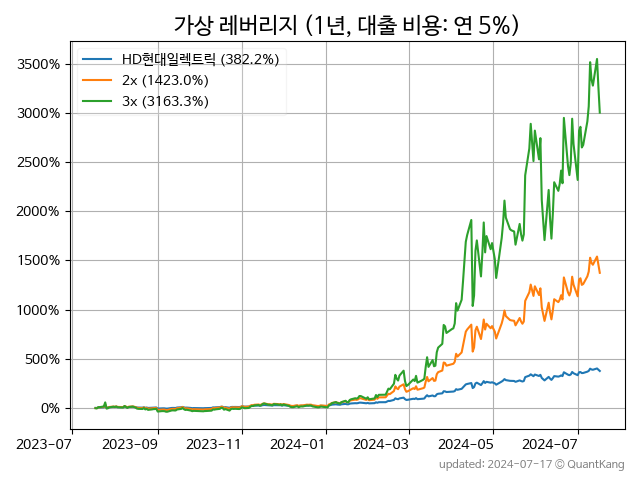 가상 레버리지 (1년, 대출 비용: 연 5%)
HD현대일렉트릭 (382.2%)
2x (1423.0%)
3x (3163.3%)
3500%
3000%
2500%
2000%
1500%
1000%
500%
0%
2023-07 2023-09 2023-11 2024-01 2024-03 2024-05 2024-07
updated: 2024-07-17 © QuantKang